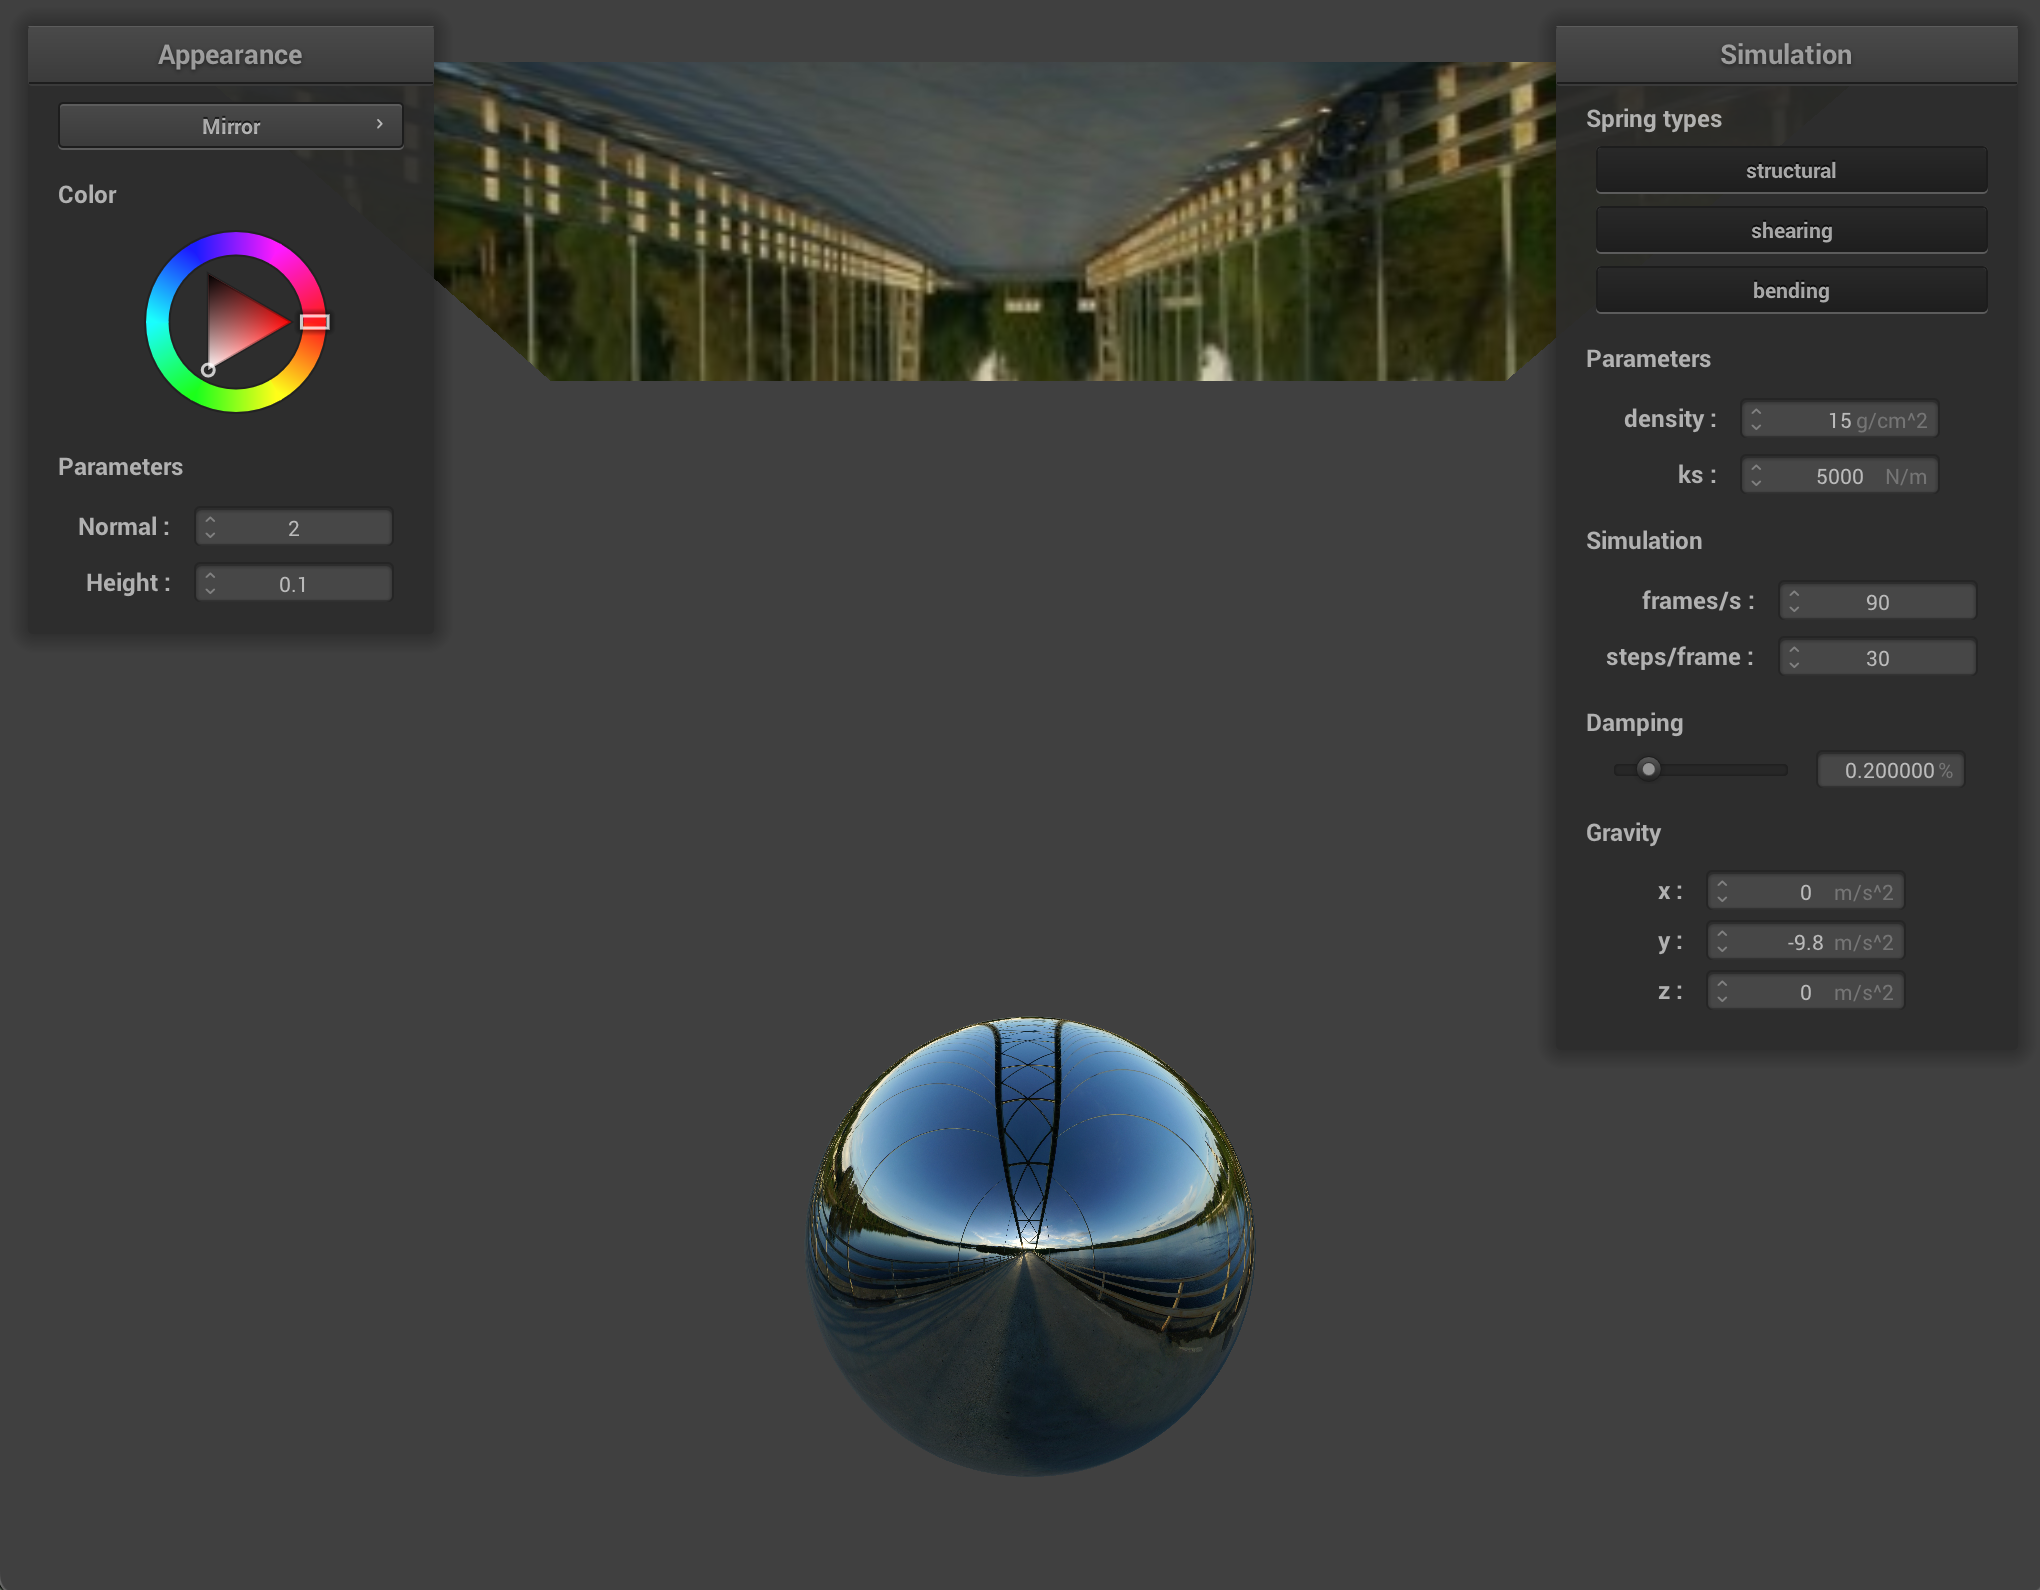 Appearance
Mirror
Color
Parameters
Normal : 2
Height : 0.1
Simulation
Spring types
structural
shearing
bending
Parameters
density : 15 g/cm^2
ks : 5000 N/m
Simulation
frames/s : 90
steps/frame : 30
Damping
0.200000 %
Gravity
x : 0 m/s^2
y : -9.8 m/s^2
z : 0 m/s^2